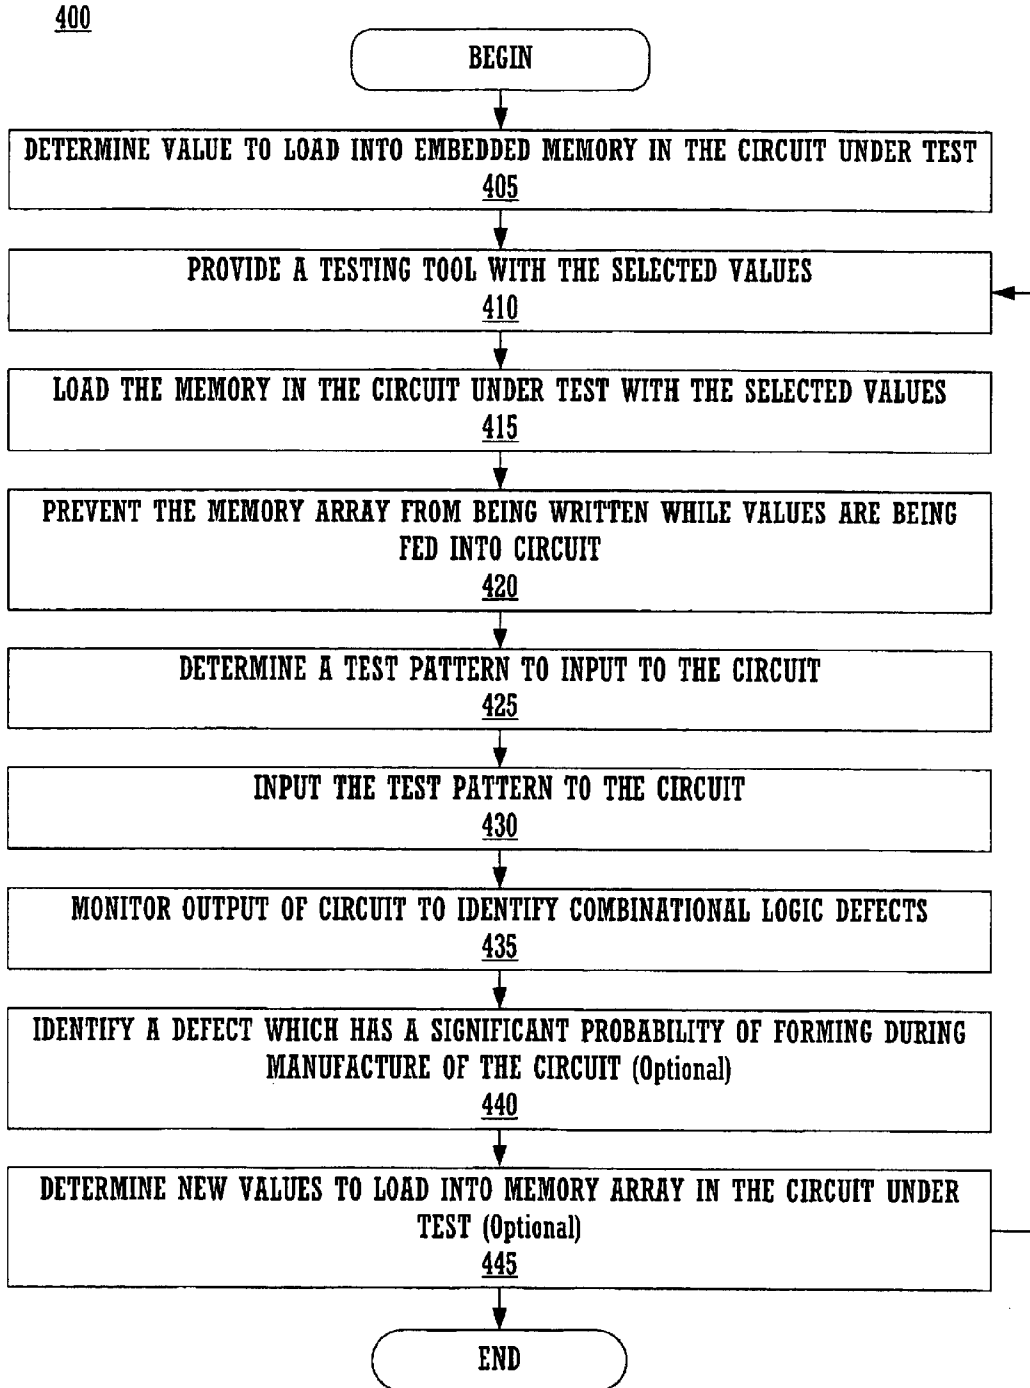 400
BEGIN
DETERMINE VALUE TO LOAD INTO EMBEDDED MEMORY IN THE CIRCUIT UNDER TEST
405
PROVIDE A TESTING TOOL WITH THE SELECTED VALUES
410
LOAD THE MEMORY IN THE CIRCUIT UNDER TEST WITH THE SELECTED VALUES
415
PREVENT THE MEMORY ARRAY FROM BEING WRITTEN WHILE VALUES ARE BEING
FED INTO CIRCUIT
420
DETERMINE A TEST PATTERN TO INPUT TO THE CIRCUIT
425
INPUT THE TEST PATTERN TO THE CIRCUIT
430
MONITOR OUTPUT OF CIRCUIT TO IDENTIFY COMBINATIONAL LOGIC DEFECTS
435
IDENTIFY A DEFECT WHICH HAS A SIGNIFICANT PROBABILITY OF FORMING DURING
MANUFACTURE OF THE CIRCUIT (Optional)
440
DETERMINE NEW VALUES TO LOAD INTO MEMORY ARRAY IN THE CIRCUIT UNDER
TEST (Optional)
445
END